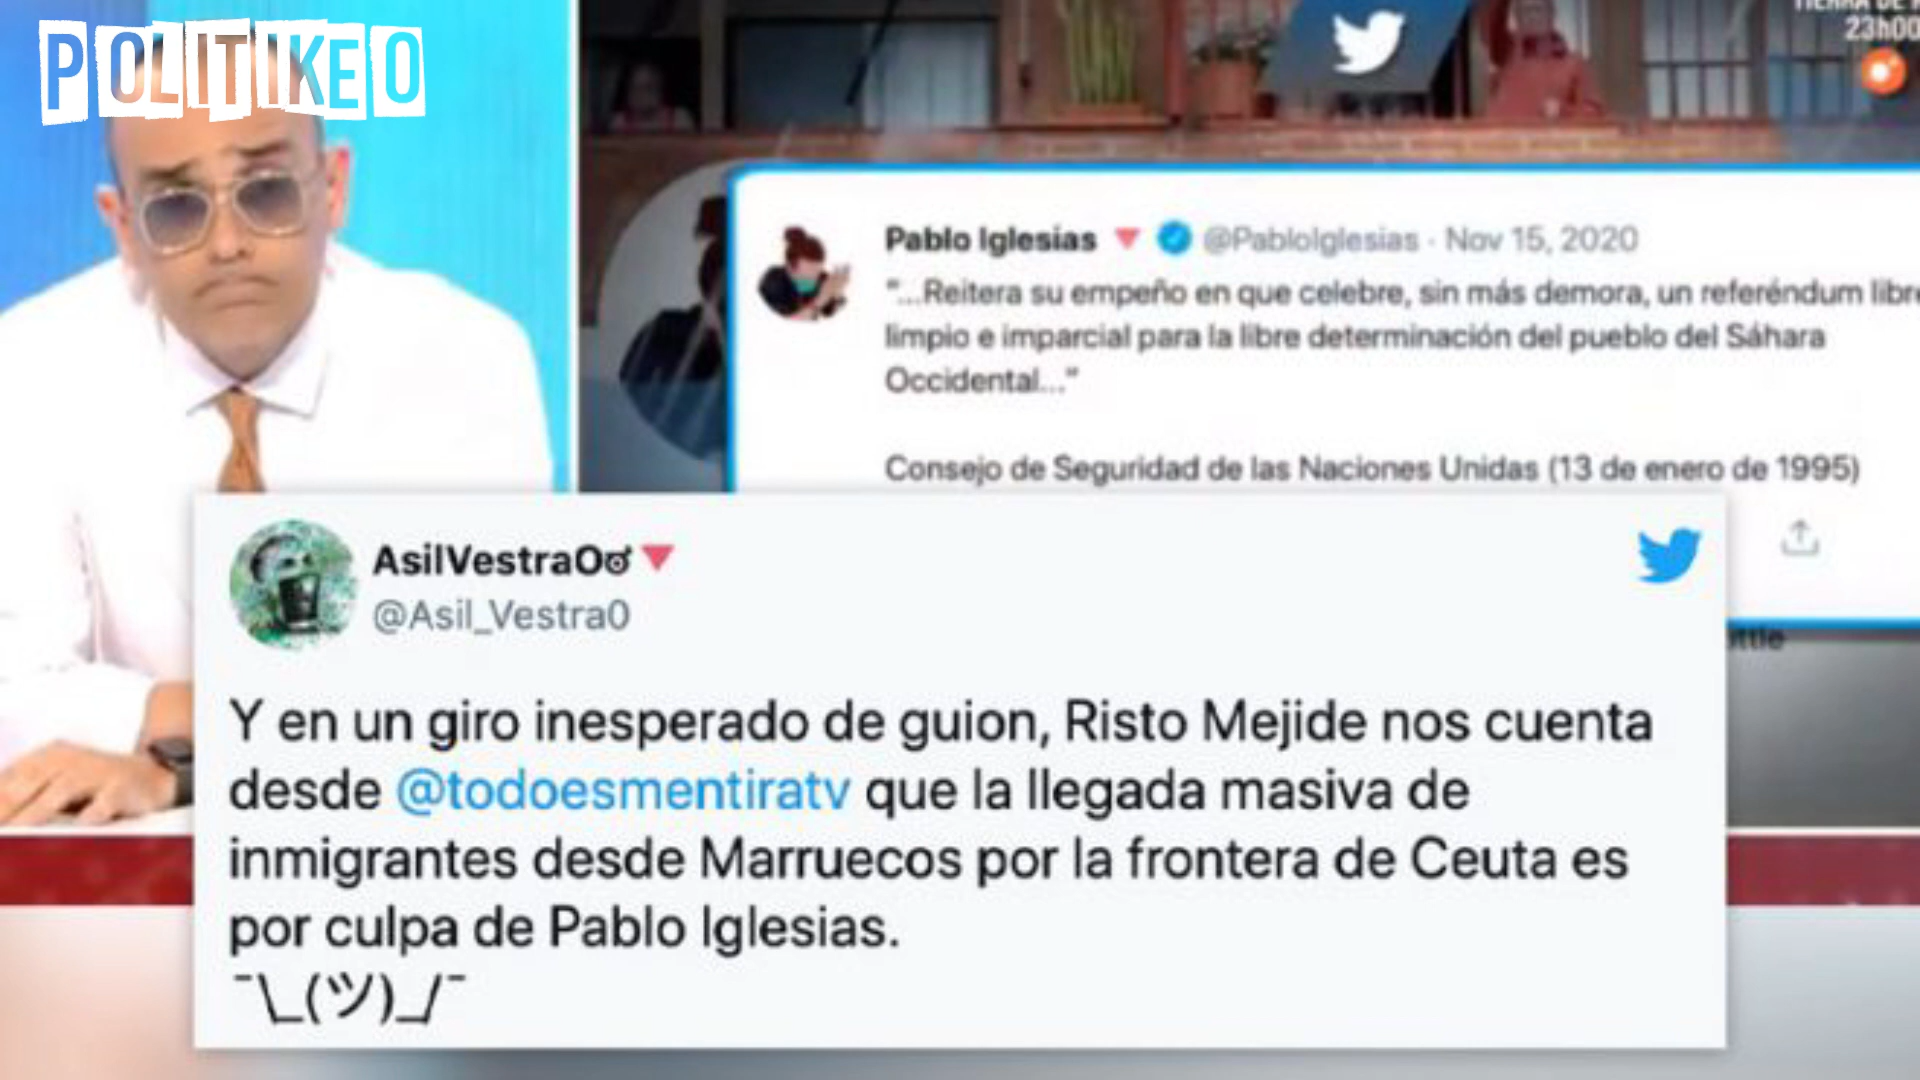 POLITIKEO
23h00
Pablo Iglesias @PabloIglesias · Nov 15, 2020
"...Reitera su empeño en que celebre, sin más demora, un referéndum libre
limpio e imparcial para la libre determinación del pueblo del Sáhara
Occidental..."
Consejo de Seguridad de las Naciones Unidas (13 de enero de 1995)
AsilVestraOల
@Asil_Vestra0
Y en un giro inesperado de guion, Risto Mejide nos cuenta
desde @todoesmentiratv que la llegada masiva de
inmigrantes desde Marruecos por la frontera de Ceuta es
por culpa de Pablo Iglesias.
¯\_(ツ)_/¯